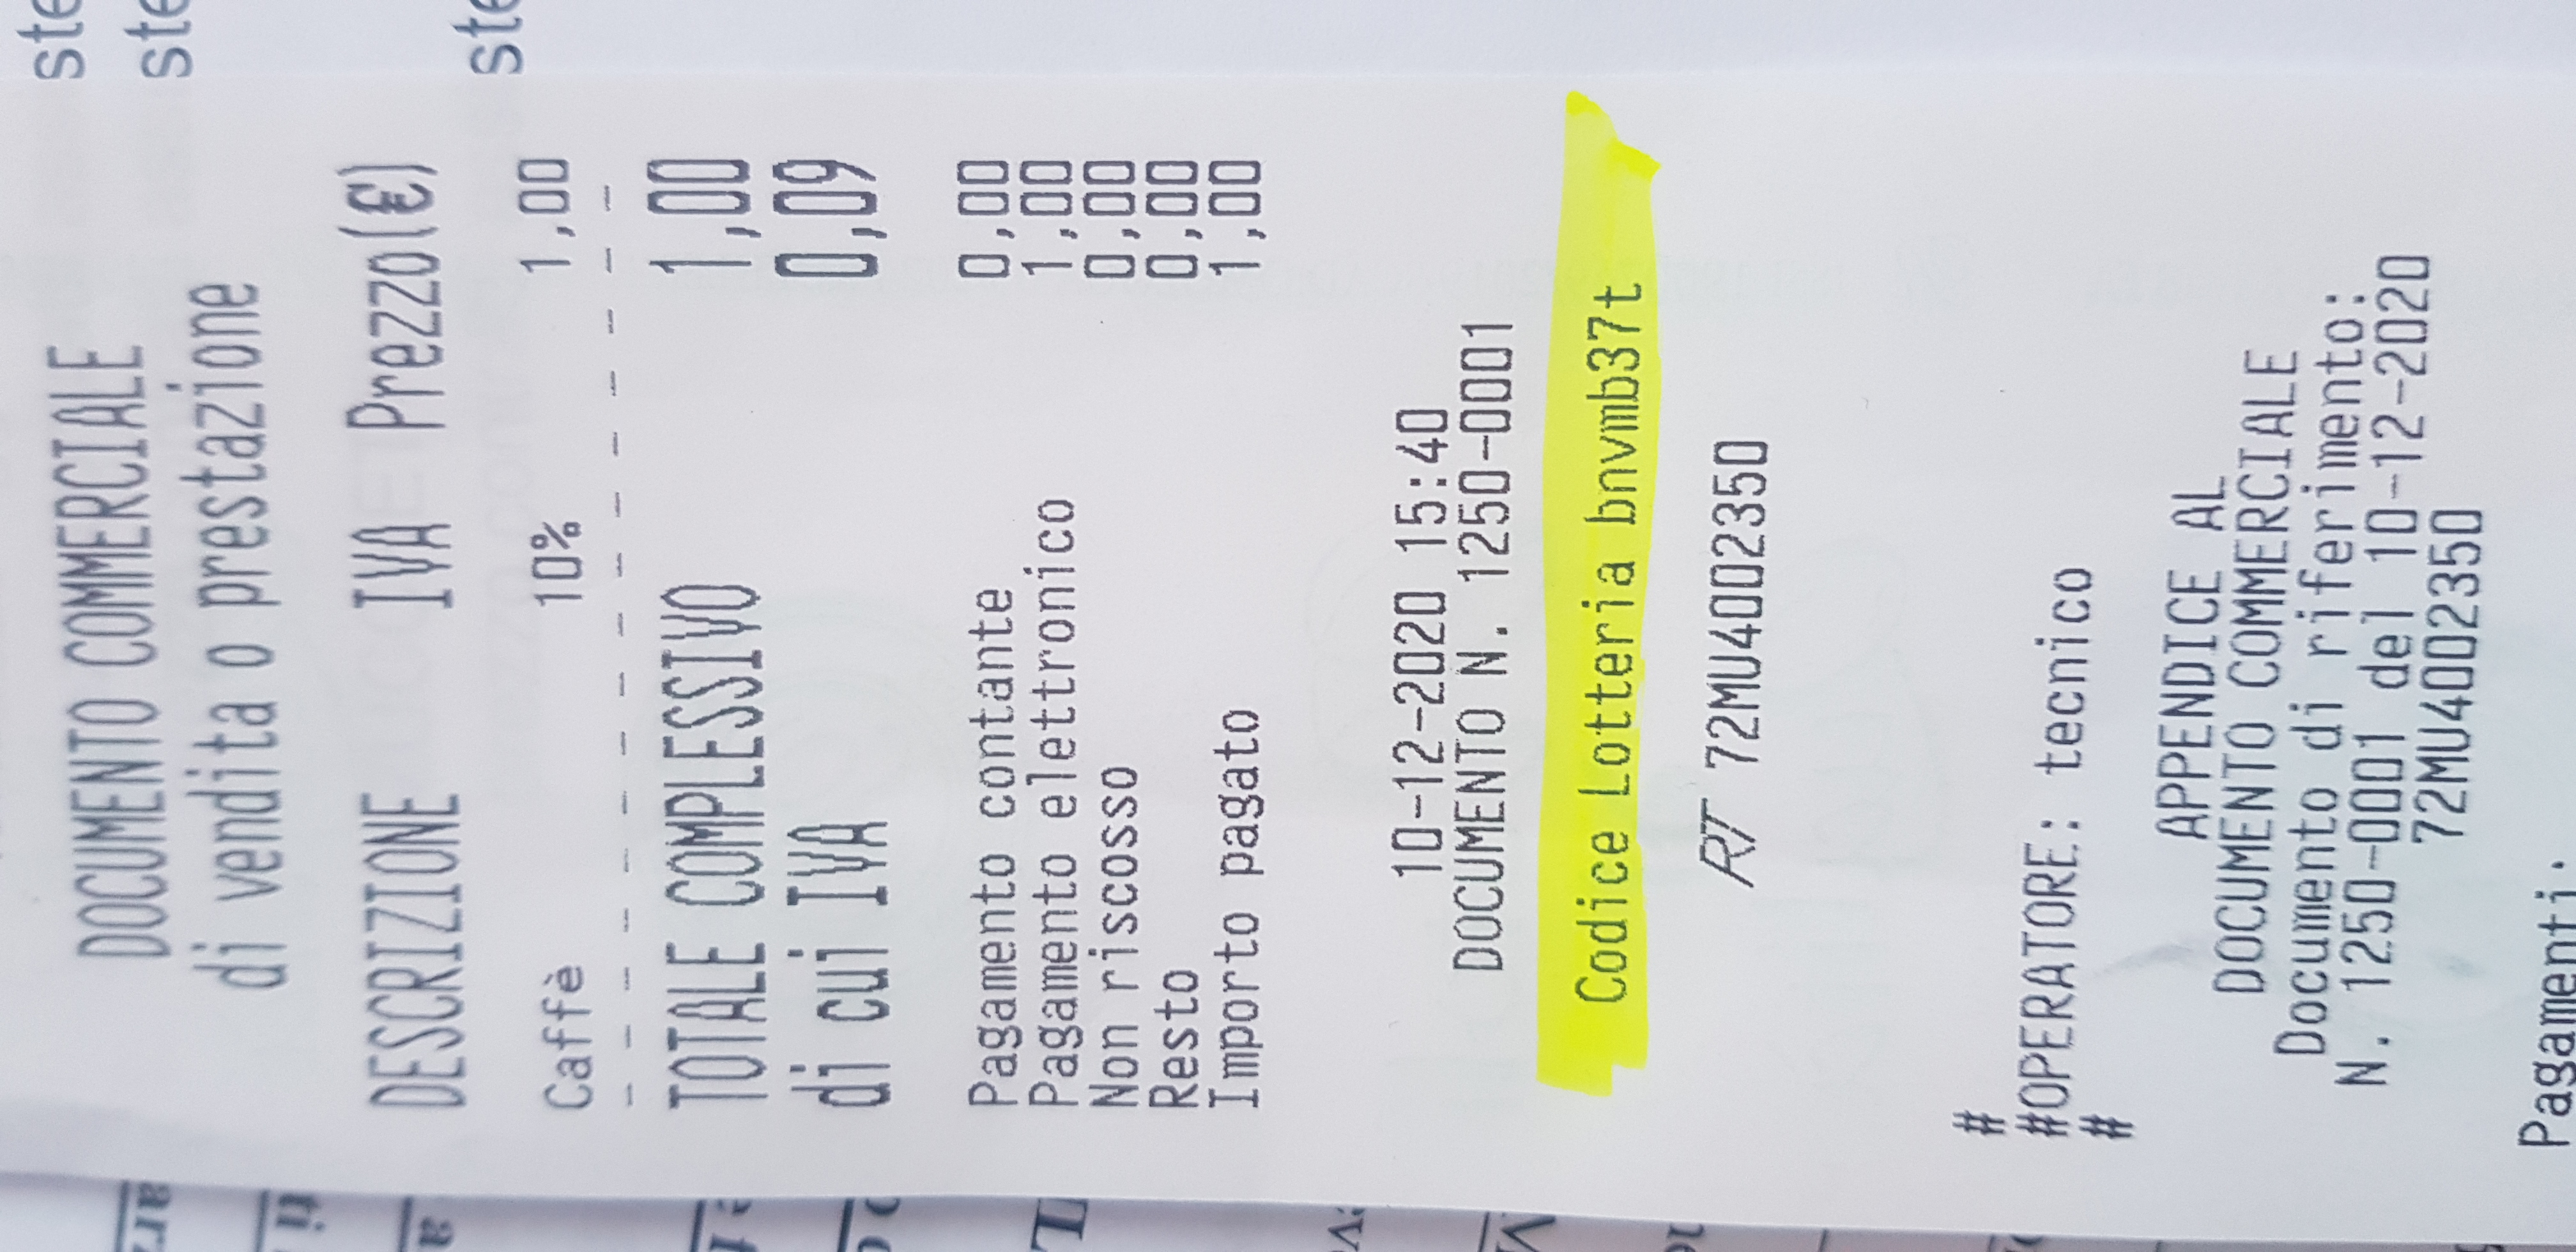 DOCUMENTO COMMERCIALE
di vendita o prestazione
DESCRIZIONE IVA Prezzo(€)
Caffè 10% 1,00
TOTALE COMPLESSIVO 1,00
di cui IVA 0,09
Pagamento contante 0,00
Pagamento elettronico 1,00
Non riscosso 0,00
Resto 0,00
Importo pagato 1,00
10-12-2020 15:40
DOCUMENTO N. 1250-0001
Codice Lotteria bnvmb37t
RT 72MU4002350
#
#OPERATORE: tecnico
#
APPENDICE AL
DOCUMENTO COMMERCIALE
Documento di riferimento:
N. 1250-0001 del 10-12-2020
72MU4002350
Pagamenti.